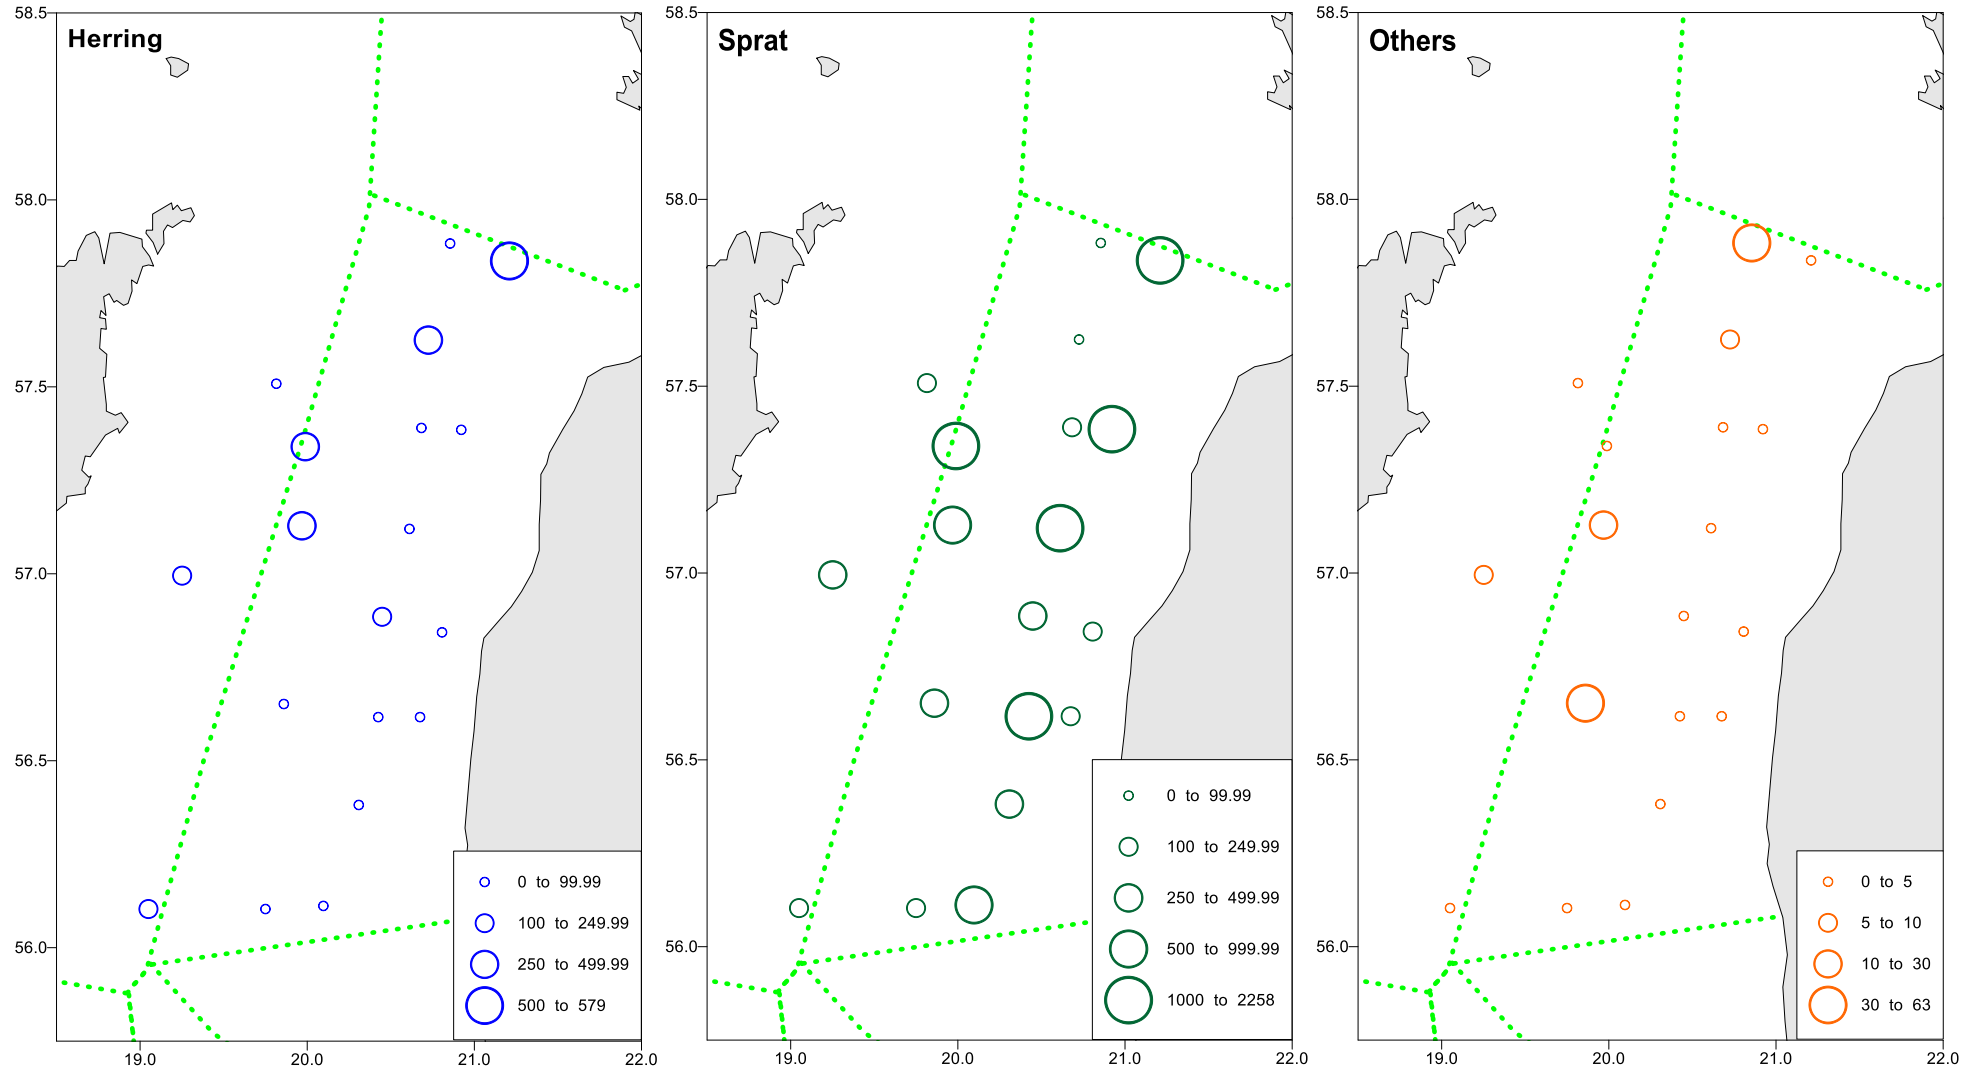 Herring
58.5
58.0
57.5
57.0
56.5
56.0
19.0
20.0
21.0
22.0
0 to 99.99
100 to 249.99
250 to 499.99
500 to 579
Sprat
58.5
58.0
57.5
57.0
56.5
56.0
19.0
20.0
21.0
22.0
0 to 99.99
100 to 249.99
250 to 499.99
500 to 999.99
1000 to 2258
Others
58.5
58.0
57.5
57.0
56.5
56.0
19.0
20.0
21.0
22.0
0 to 5
5 to 10
10 to 30
30 to 63